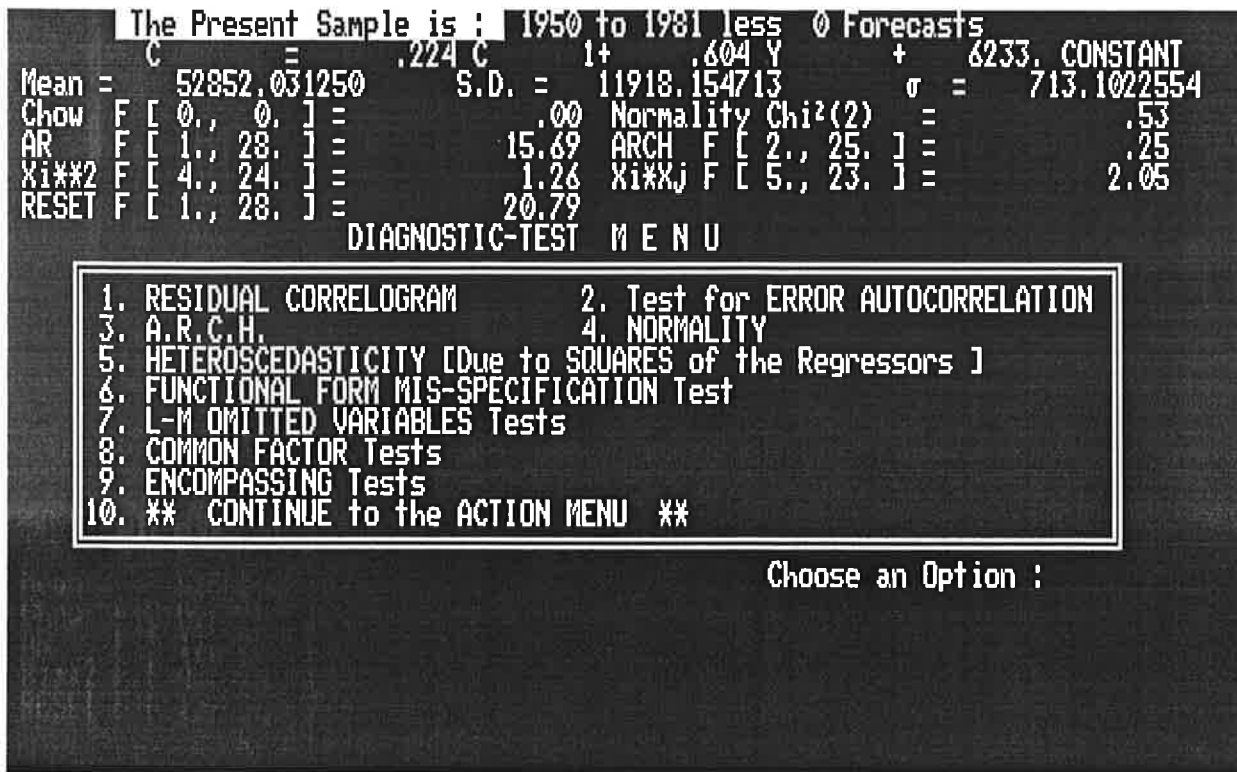 The Present Sample is : 1950 to 1981 less 0 Forecasts
C = .224 C 1+ .604 Y + 6233. CONSTANT
Mean = 52852.031250 S.D. = 11918.154713 σ = 713.1022554
Chow F [ 0., 0. ] = .00 Normality Chi²(2) = .53
AR F [ 1., 28. ] = 15.69 ARCH F [ 2., 25. ] = .25
Xi**2 F [ 4., 24. ] = 1.26 Xi*Xj F [ 5., 23. ] = 2.05
RESET F [ 1., 28. ] = 20.79
DIAGNOSTIC-TEST M E N U
1. RESIDUAL CORRELOGRAM 2. Test for ERROR AUTOCORRELATION
3. A.R.C.H. 4. NORMALITY
5. HETEROSCEDASTICITY [Due to SQUARES of the Regressors ]
6. FUNCTIONAL FORM MIS-SPECIFICATION Test
7. L-M OMITTED VARIABLES Tests
8. COMMON FACTOR Tests
9. ENCOMPASSING Tests
10. ** CONTINUE to the ACTION MENU **
Choose an Option :